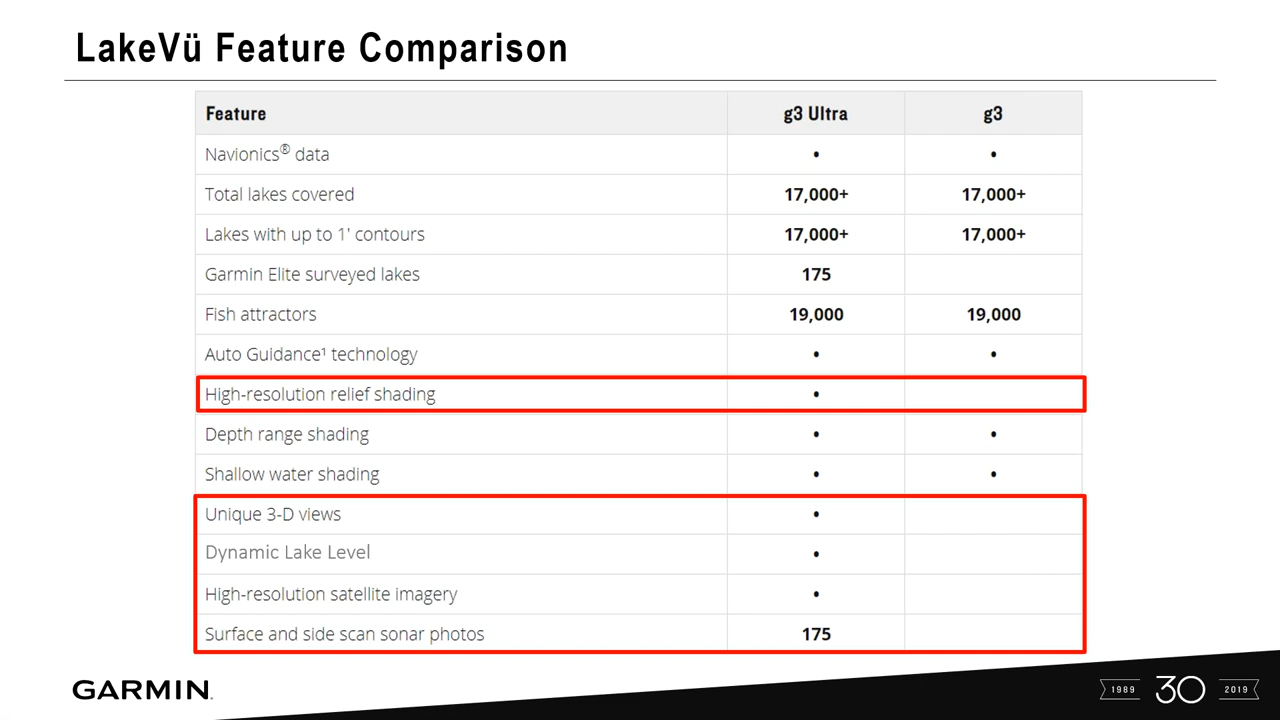 LakeVü Feature Comparison
Feature g3 Ultra g3
Navionics® data • •
Total lakes covered 17,000+ 17,000+
Lakes with up to 1' contours 17,000+ 17,000+
Garmin Elite surveyed lakes 175
Fish attractors 19,000 19,000
Auto Guidance¹ technology • •
High-resolution relief shading •
Depth range shading • •
Shallow water shading • •
Unique 3-D views •
Dynamic Lake Level •
High-resolution satellite imagery •
Surface and side scan sonar photos 175
GARMIN.
1989 30 2019